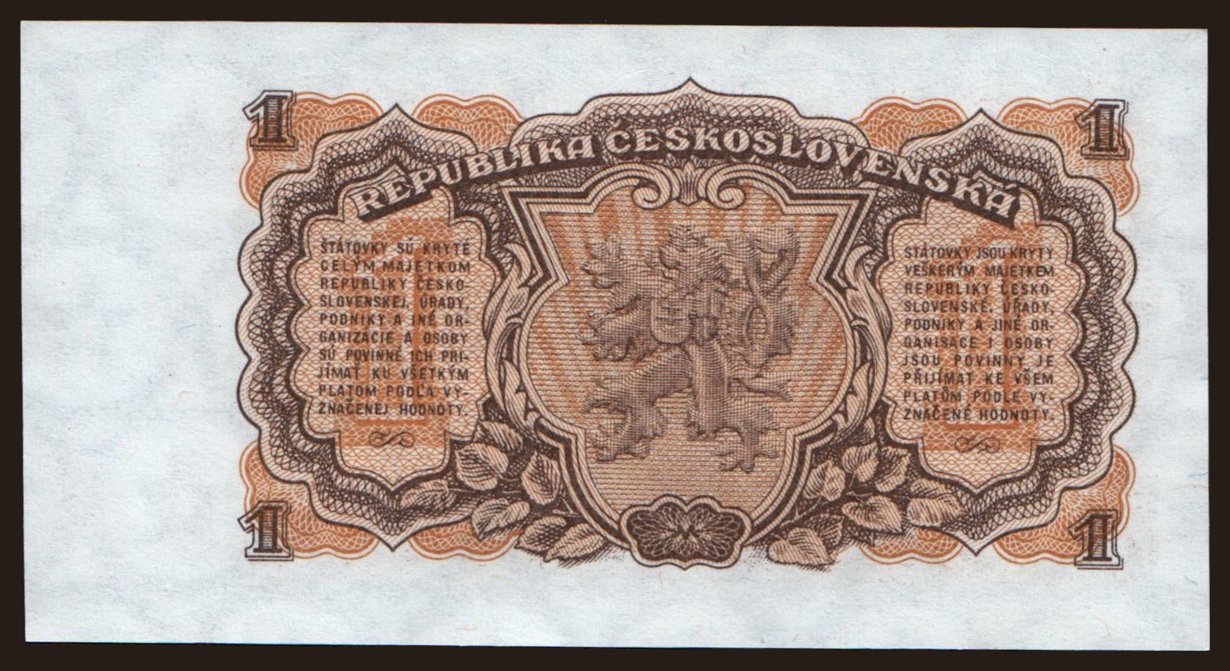 1
1
REPUBLIKA ČESKOSLOVENSKÁ
ŠTÁTOVKY SÚ KRYTÉ
CELÝM MAJETKOM
REPUBLIKY ČESKO-
SLOVENSKEJ, ÚRADY,
PODNIKY A INÉ OR-
GANIZÁCIE A OSOBY
SÚ POVINNÉ ICH PRI-
JÍMAŤ KU VŠETKÝM
PLATOM PODĽA VY-
ZNAČENEJ HODNOTY.
STÁTOVKY JSOU KRYTY
VEŠKERÝM MAJETKEM
REPUBLIKY ČESKO-
SLOVENSKÉ, ÚŘADY,
PODNIKY A JINÉ OR-
GANISACE I OSOBY
JSOU POVINNY JE
PŘIJÍMAT KE VŠEM
PLATŮM PODLE VY-
ZNAČENÉ HODNOTY.
1
1